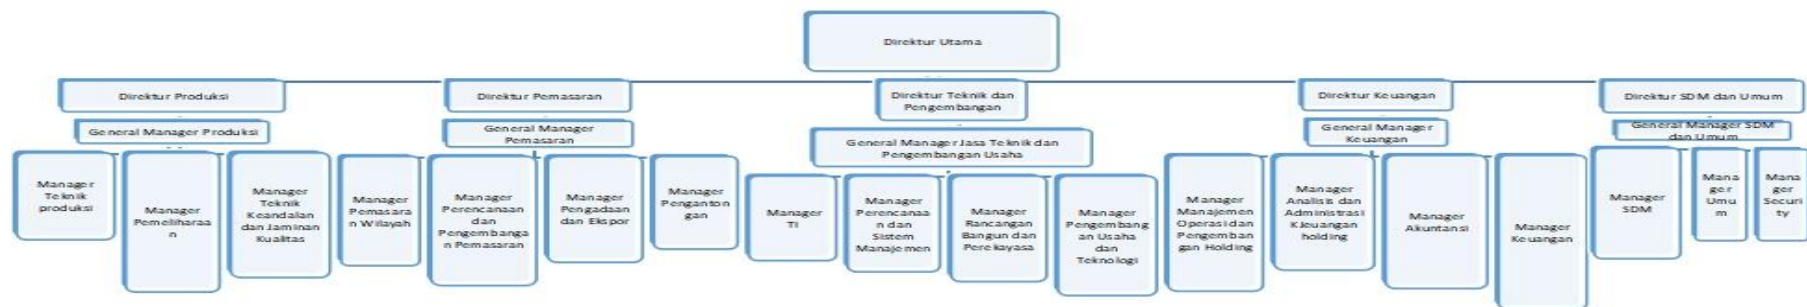 Direktur Utama
Direktur Produksi
Direktur Pemasaran
Direktur Teknik dan
Pengembangan
Direktur Keuangan
Direktur SDM dan Umum
General Manager Produksi
General Manager
Pemasaran
General Manager Jasa Teknik dan
Pengembangan Usaha
General Manager
Keuangan
General Manager SDM
dan Umum
Manager
Teknik
produksi
Manager
Pemeliharaa
n
Manager
Teknik
Keandalan
dan Jaminan
Kualitas
Manager
Pemasara
n Wilayah
Manager
Perencanaan
dan
Pengembanga
n Pemasaran
Manager
Pengadaan
dan Ekspor
Manager
Penganton
gan
Manager
TI
Manager
Perencanaa
n dan
Sistem
Manajemen
Manager
Rancangan
Bangun dan
Perekayasa
Manager
Pengembang
an Usaha
dan
Teknologi
Manager
Manajemen
Operasi dan
Pengemban
gan Holding
Manager
Analisis dan
Administrasi
KJeuangan
holding
Manager
Akuntansi
Manager
Keuangan
Manager
SDM
Mana
ger
Umu
m
Mana
ger
Securi
ty